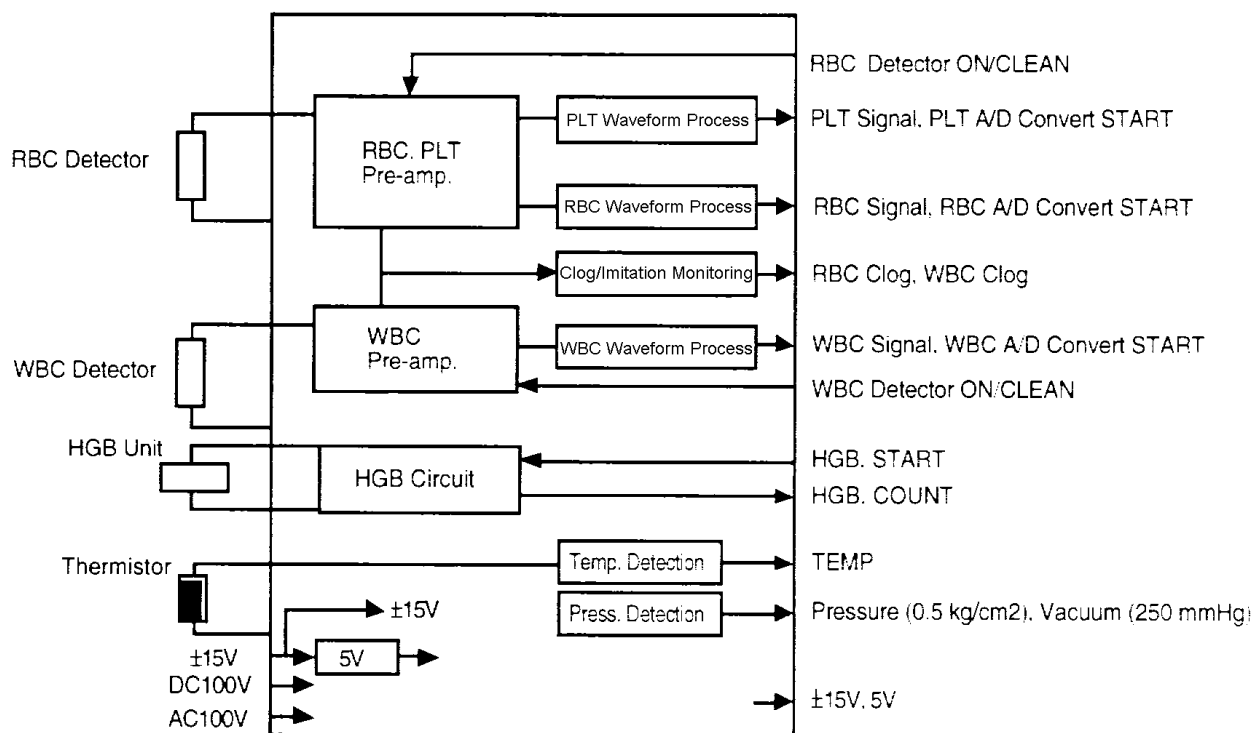 RBC Detector ON/CLEAN
PLT Waveform Process
PLT Signal, PLT A/D Convert START
RBC Detector
RBC. PLT
Pre-amp.
RBC Waveform Process
RBC Signal, RBC A/D Convert START
Clog/Imitation Monitoring
RBC Clog, WBC Clog
WBC Detector
WBC
Pre-amp.
WBC Waveform Process
WBC Signal, WBC A/D Convert START
WBC Detector ON/CLEAN
HGB Unit
HGB Circuit
HGB. START
HGB. COUNT
Thermistor
Temp. Detection
TEMP
±15V
Press. Detection
Pressure (0.5 kg/cm2), Vacuum (250 mmHg)
±15V
5V
DC100V
AC100V
±15V, 5V